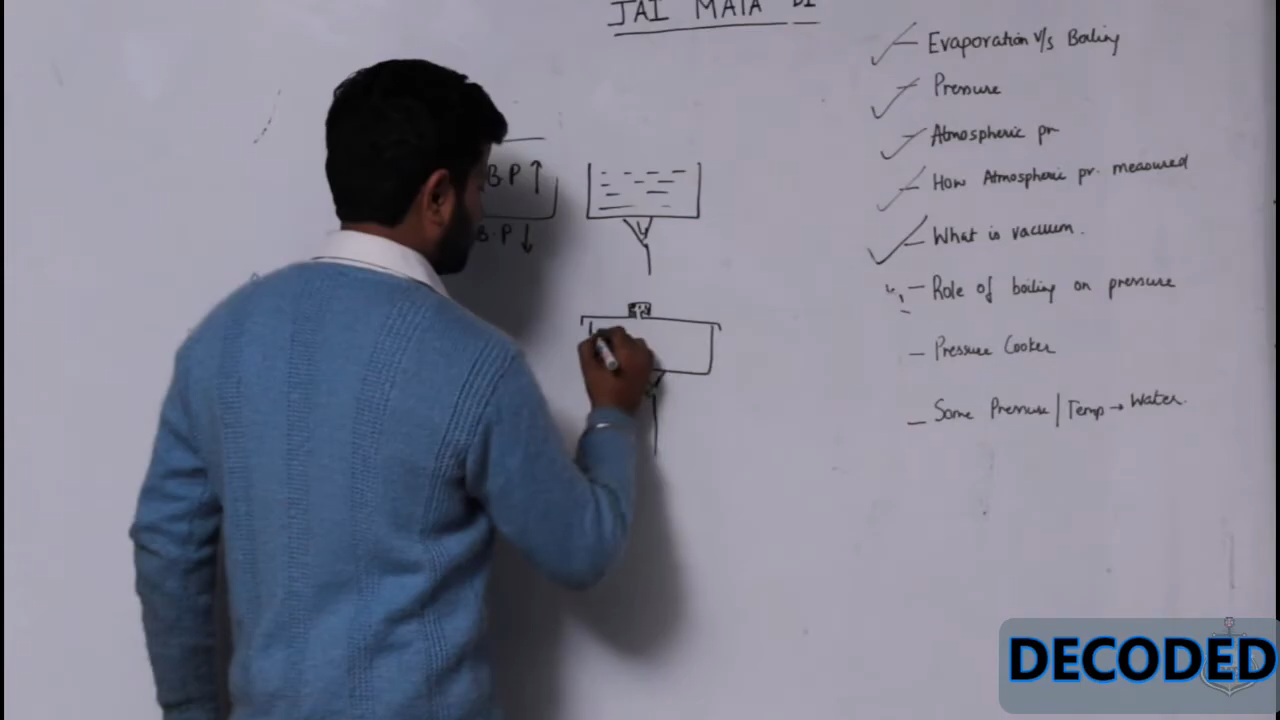 JAI MATA DI
Evaporation v/s Boiling
Pressure
Atmospheric pr
How Atmospheric pr. measured
What is vacuum.
Role of boiling on pressure
Pressure Cooker
Some Pressure | Temp → Water.
B.P ↑
B.P ↓
DECODED